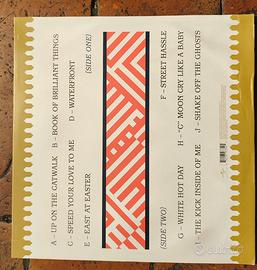 A - UP ON THE CATWALK B - BOOK OF BRILLIANT THINGS
C - SPEED YOUR LOVE TO ME D - WATERFRONT
E - EAST AT EASTER (SIDE ONE)
(SIDE TWO) F - STREET HASSLE
G - WHITE HOT DAY H - "C" MOON CRY LIKE A BABY
I - THE KICK INSIDE OF ME J - SHAKE OFF THE GHOSTS
subito